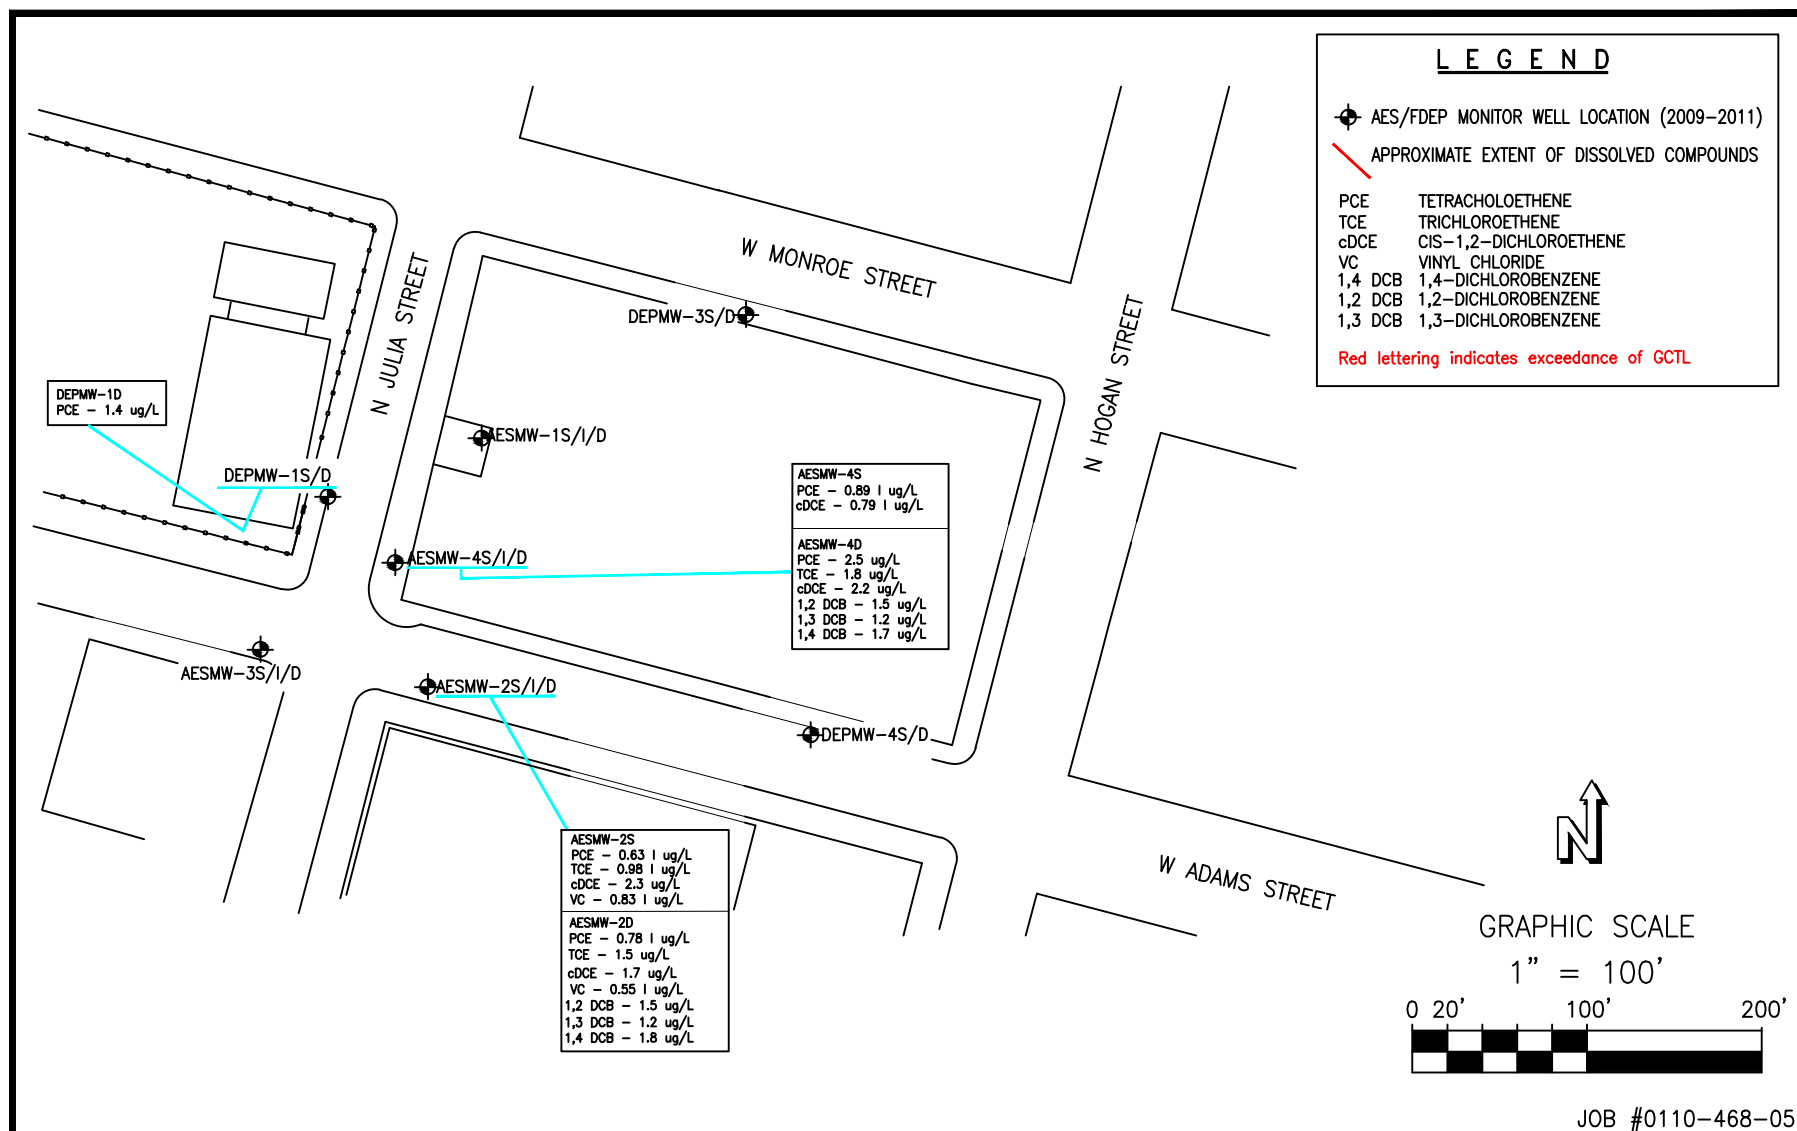 L E G E N D
AES/FDEP MONITOR WELL LOCATION (2009-2011)
APPROXIMATE EXTENT OF DISSOLVED COMPOUNDS
PCE TETRACHOLOETHENE
TCE TRICHLOROETHENE
cDCE CIS-1,2-DICHLOROETHENE
VC VINYL CHLORIDE
1,4 DCB 1,4-DICHLOROBENZENE
1,2 DCB 1,2-DICHLOROBENZENE
1,3 DCB 1,3-DICHLOROBENZENE
Red lettering indicates exceedance of GCTL
W MONROE STREET
N JULIA STREET
N HOGAN STREET
DEPMW-3S/D
DEPMW-1D
PCE - 1.4 ug/L
AESMW-1S/I/D
DEPMW-1S/D
AESMW-4S
PCE - 0.89 I ug/L
cDCE - 0.79 I ug/L
AESMW-4D
PCE - 2.5 ug/L
TCE - 1.8 ug/L
cDCE - 2.2 ug/L
1,2 DCB - 1.5 ug/L
1,3 DCB - 1.2 ug/L
1,4 DCB - 1.7 ug/L
AESMW-4S/I/D
AESMW-3S/I/D
AESMW-2S/I/D
DEPMW-4S/D
AESMW-2S
PCE - 0.63 I ug/L
TCE - 0.98 I ug/L
cDCE - 2.3 ug/L
VC - 0.83 I ug/L
AESMW-2D
PCE - 0.78 I ug/L
TCE - 1.5 ug/L
cDCE - 1.7 ug/L
VC - 0.55 I ug/L
1,2 DCB - 1.5 ug/L
1,3 DCB - 1.2 ug/L
1,4 DCB - 1.8 ug/L
W ADAMS STREET
N
GRAPHIC SCALE
1" = 100'
0 20' 100' 200'
JOB #0110-468-05